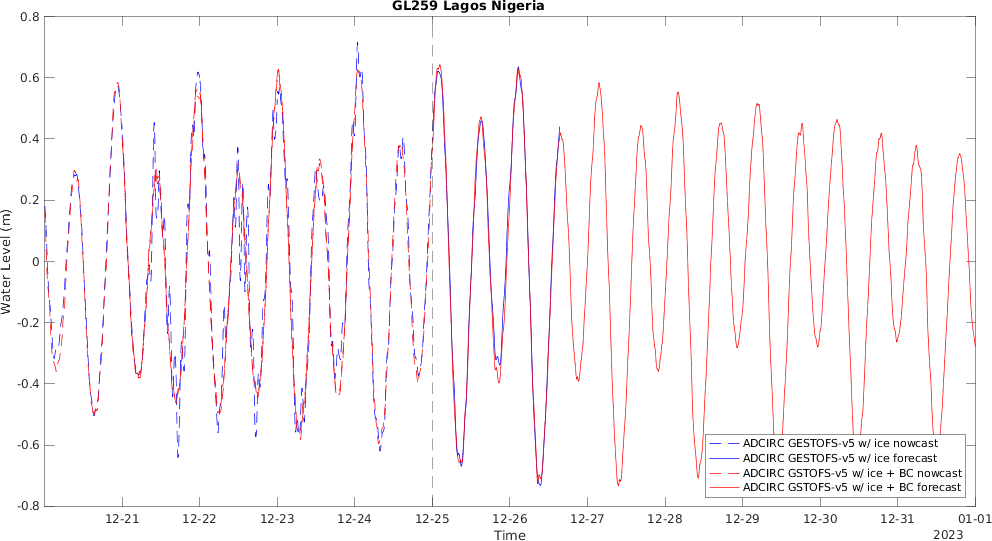 GL259 Lagos Nigeria
0.8
0.6
0.4
0.2
0
-0.2
-0.4
-0.6
-0.8
Water Level (m)
12-21 12-22 12-23 12-24 12-25 12-26 12-27 12-28 12-29 12-30 12-31 01-01
Time
2023
ADCIRC GESTOFS-v5 w/ ice nowcast
ADCIRC GESTOFS-v5 w/ ice forecast
ADCIRC GSTOFS-v5 w/ ice + BC nowcast
ADCIRC GSTOFS-v5 w/ ice + BC forecast